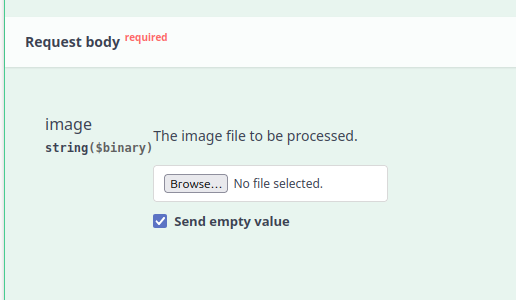 Request body required
image
string($binary)
The image file to be processed.
Browse... No file selected.
Send empty value